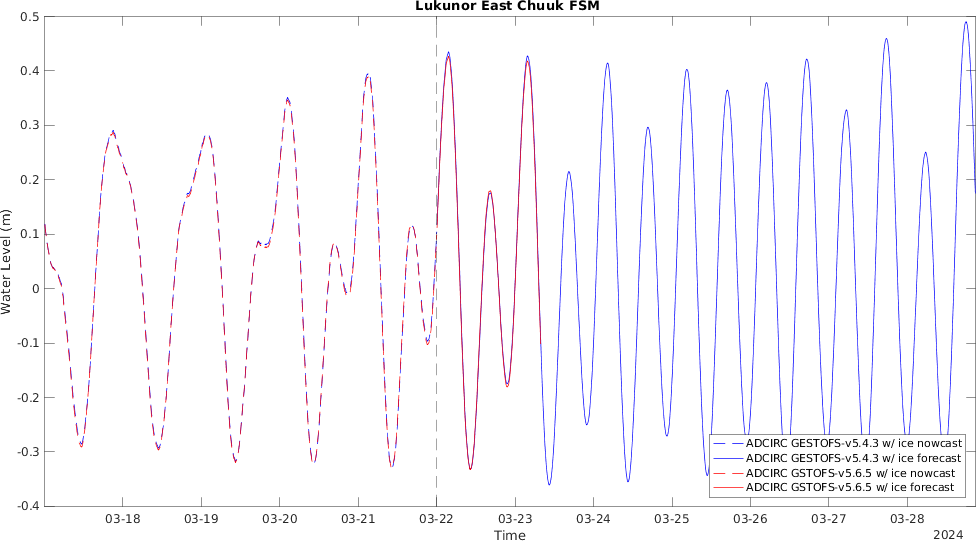 Lukunor East Chuuk FSM
0.5
0.4
0.3
0.2
0.1
0
-0.1
-0.2
-0.3
-0.4
Water Level (m)
ADCIRC GESTOFS-v5.4.3 w/ ice nowcast
ADCIRC GESTOFS-v5.4.3 w/ ice forecast
ADCIRC GSTOFS-v5.6.5 w/ ice nowcast
ADCIRC GSTOFS-v5.6.5 w/ ice forecast
03-18 03-19 03-20 03-21 03-22 03-23 03-24 03-25 03-26 03-27 03-28
Time
2024